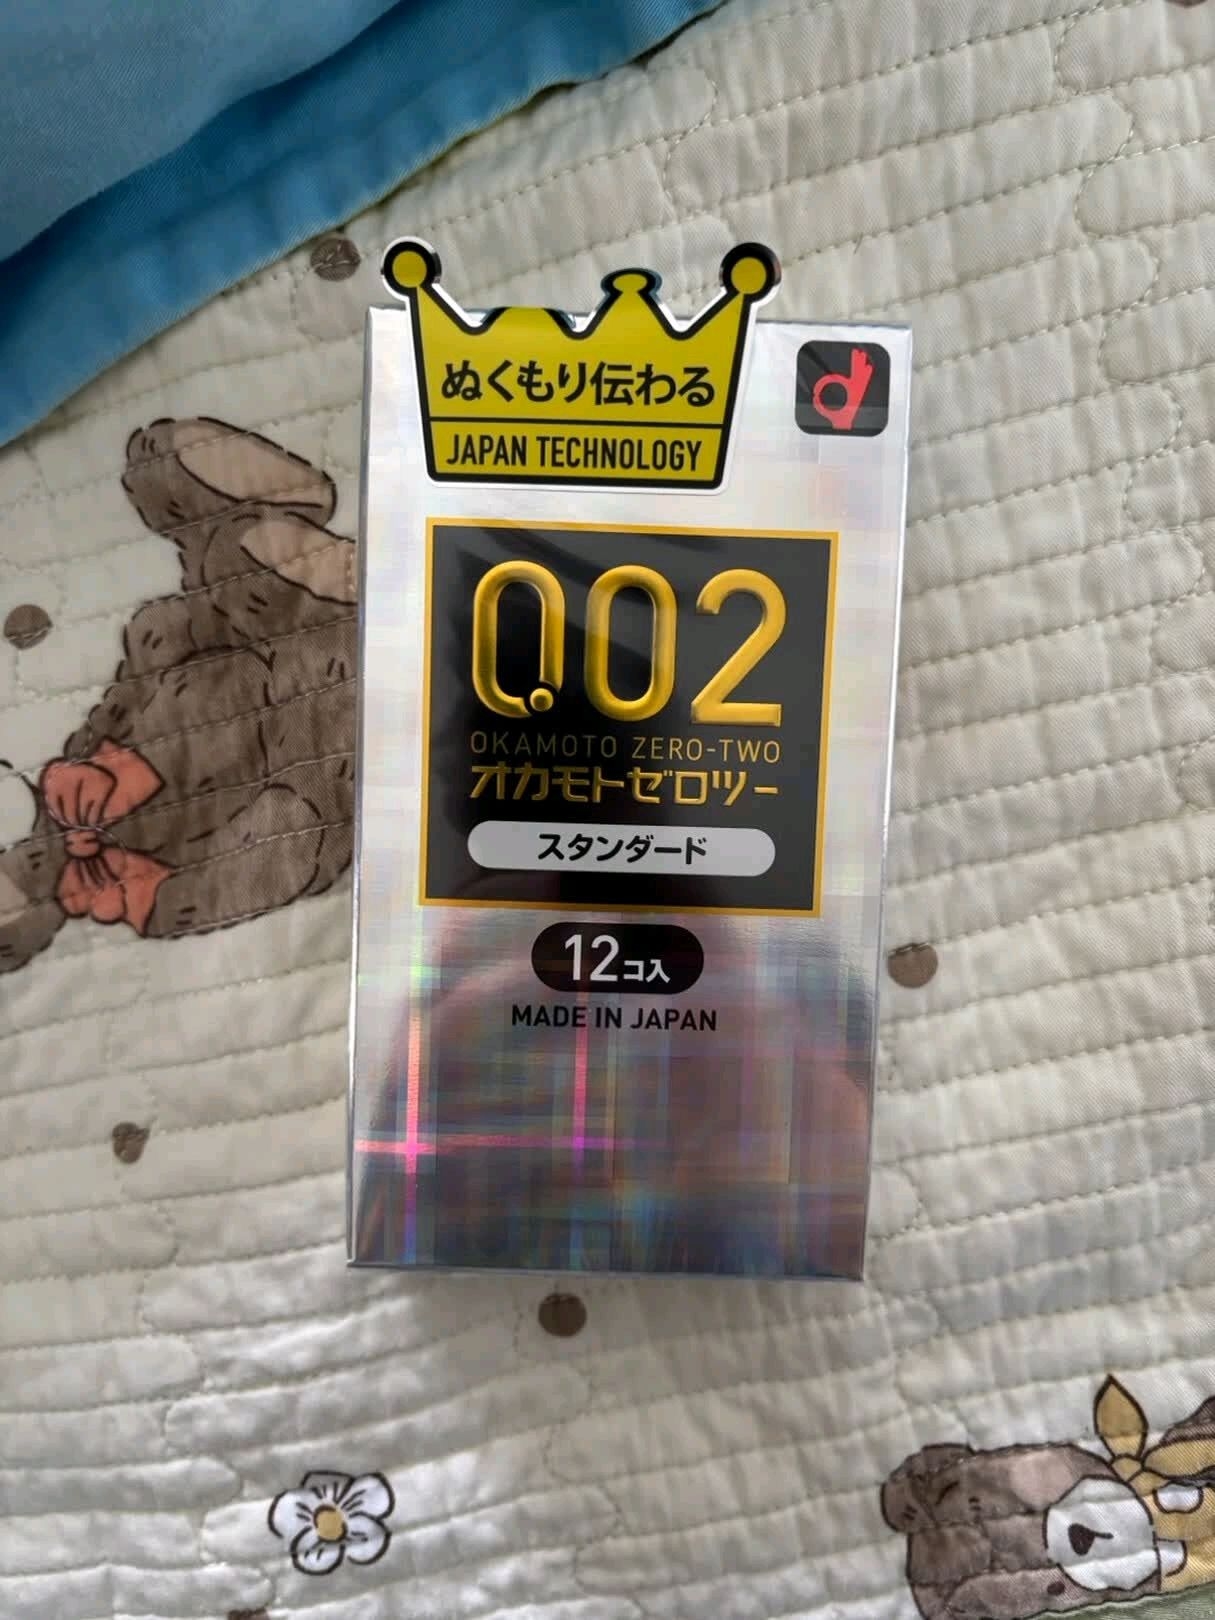 ぬくもり伝わる
JAPAN TECHNOLOGY
0.02
OKAMOTO ZERO-TWO
オカモトゼロツー
スタンダード
12コ入
MADE IN JAPAN